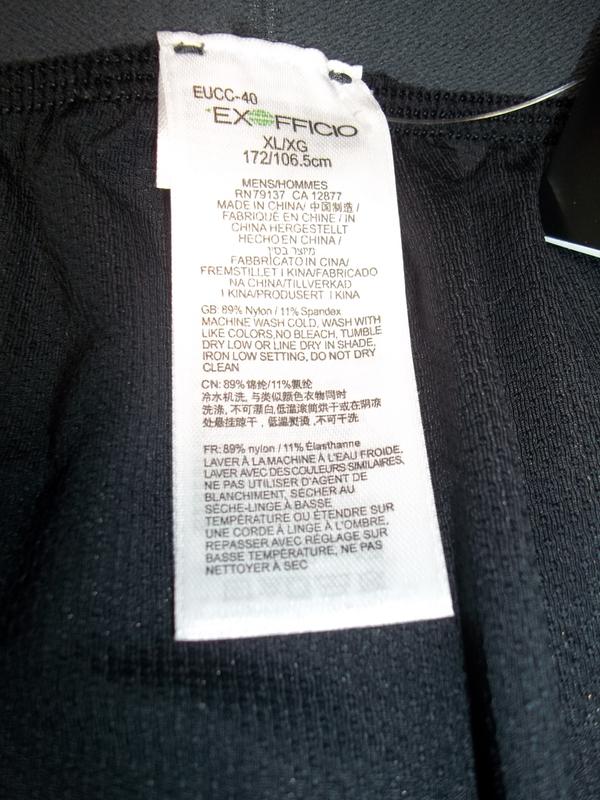 EUCC-40
EXOFFICIO
XL/XG
172/106.5cm
MENS/HOMMES
RN79137 CA 12877
MADE IN CHINA/ 中国制造/
FABRIQUÉ EN CHINE / IN
CHINA HERGESTELLT
HECHO EN CHINA /
מיוצר בסין
FABBRICATO IN CINA/
FREMSTILLET I KINA/FABRICADO
NA CHINA/TILLVERKAD
I KINA/PRODUSERT I KINA
GB: 89% Nylon / 11% Spandex
MACHINE WASH COLD, WASH WITH
LIKE COLORS,NO BLEACH, TUMBLE
DRY LOW OR LINE DRY IN SHADE,
IRON LOW SETTING, DO NOT DRY
CLEAN
CN: 89%锦纶/11%氨纶
冷水机洗, 与类似颜色衣物同时
洗涤, 不可漂白,低温滚筒烘干或在阴凉
处悬挂晾干 , 低温熨烫 ,不可干洗
FR: 89% nylon / 11% Élasthanne
LAVER À LA MACHINE À L'EAU FROIDE,
LAVER AVEC DES COULEURS SIMILAIRES,
NE PAS UTILISER D'AGENT DE
BLANCHIMENT, SÉCHER AU
SÈCHE-LINGE À BASSE
TEMPÉRATURE OU ÉTENDRE SUR
UNE CORDE À LINGE À L'OMBRE,
REPASSER AVEC RÉGLAGE SUR
BASSE TEMPÉRATURE, NE PAS
NETTOYER À SEC